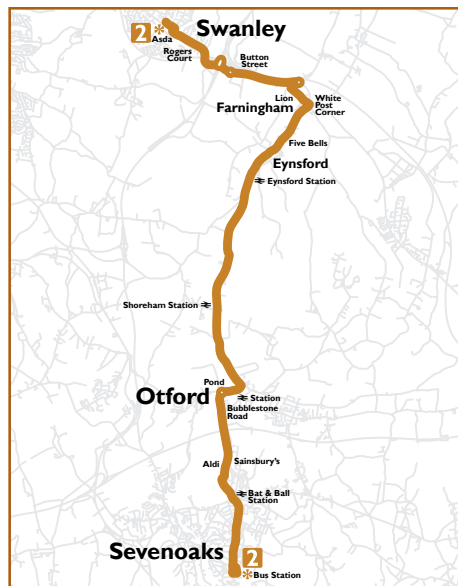 Swanley
2 *
Asda
Rogers
Court
Button
Street
Lion
White
Post
Corner
Farningham
Five Bells
Eynsford
Eynsford Station
Shoreham Station
Pond
Otford
Station
Bubblestone
Road
Aldi
Sainsbury's
Bat & Ball
Station
Sevenoaks
2
* Bus Station